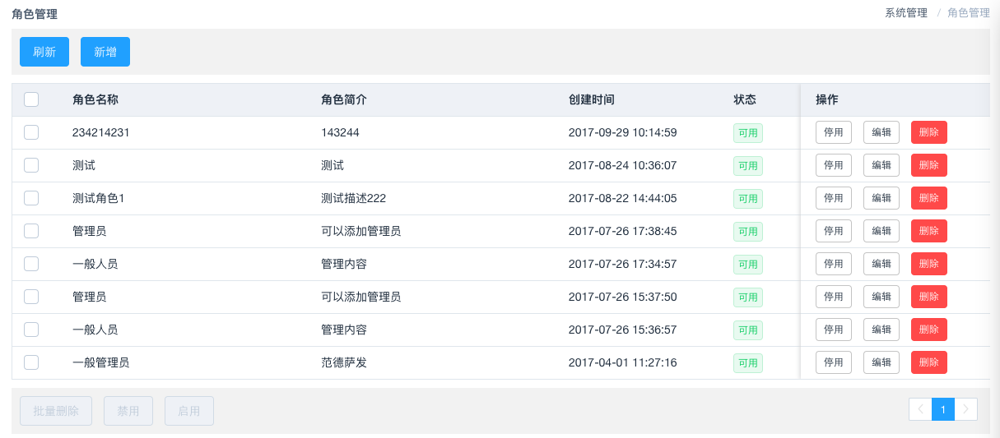 角色管理 系统管理 / 角色管理
刷新 新增
角色名称 角色简介 创建时间 状态 操作
234214231 143244 2017-09-29 10:14:59 可用 停用 编辑 删除
测试 测试 2017-08-24 10:36:07 可用 停用 编辑 删除
测试角色1 测试描述222 2017-08-22 14:44:05 可用 停用 编辑 删除
管理员 可以添加管理员 2017-07-26 17:38:45 可用 停用 编辑 删除
一般人员 管理内容 2017-07-26 17:34:57 可用 停用 编辑 删除
管理员 可以添加管理员 2017-07-26 15:37:50 可用 停用 编辑 删除
一般人员 管理内容 2017-07-26 15:36:57 可用 停用 编辑 删除
一般管理员 范德萨发 2017-04-01 11:27:16 可用 停用 编辑 删除
批量删除 禁用 启用 1